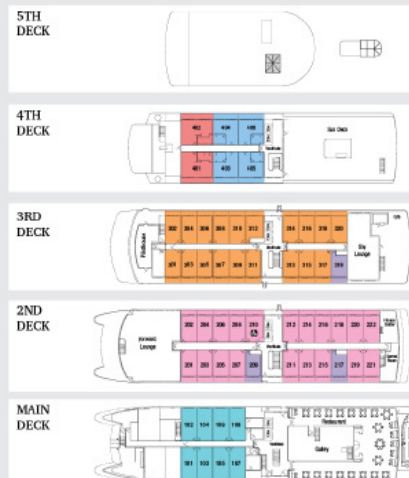 5TH
DECK
4TH
DECK
402 404 406
Sun Deck
401 403 405
3RD
DECK
302 304 306 308 310 312
314 316 318 320
Pilothouse
Sky
Lounge
301 303 305 307 309 311
313 315 317 319
2ND
DECK
202 204 206 208 210
212 214 216 218 220 222
Forward
Lounge
201 203 205 207 209
211 213 215 217 219 221
MAIN
DECK
102 104 106 108
Restaurant
Galley
101 103 105 107